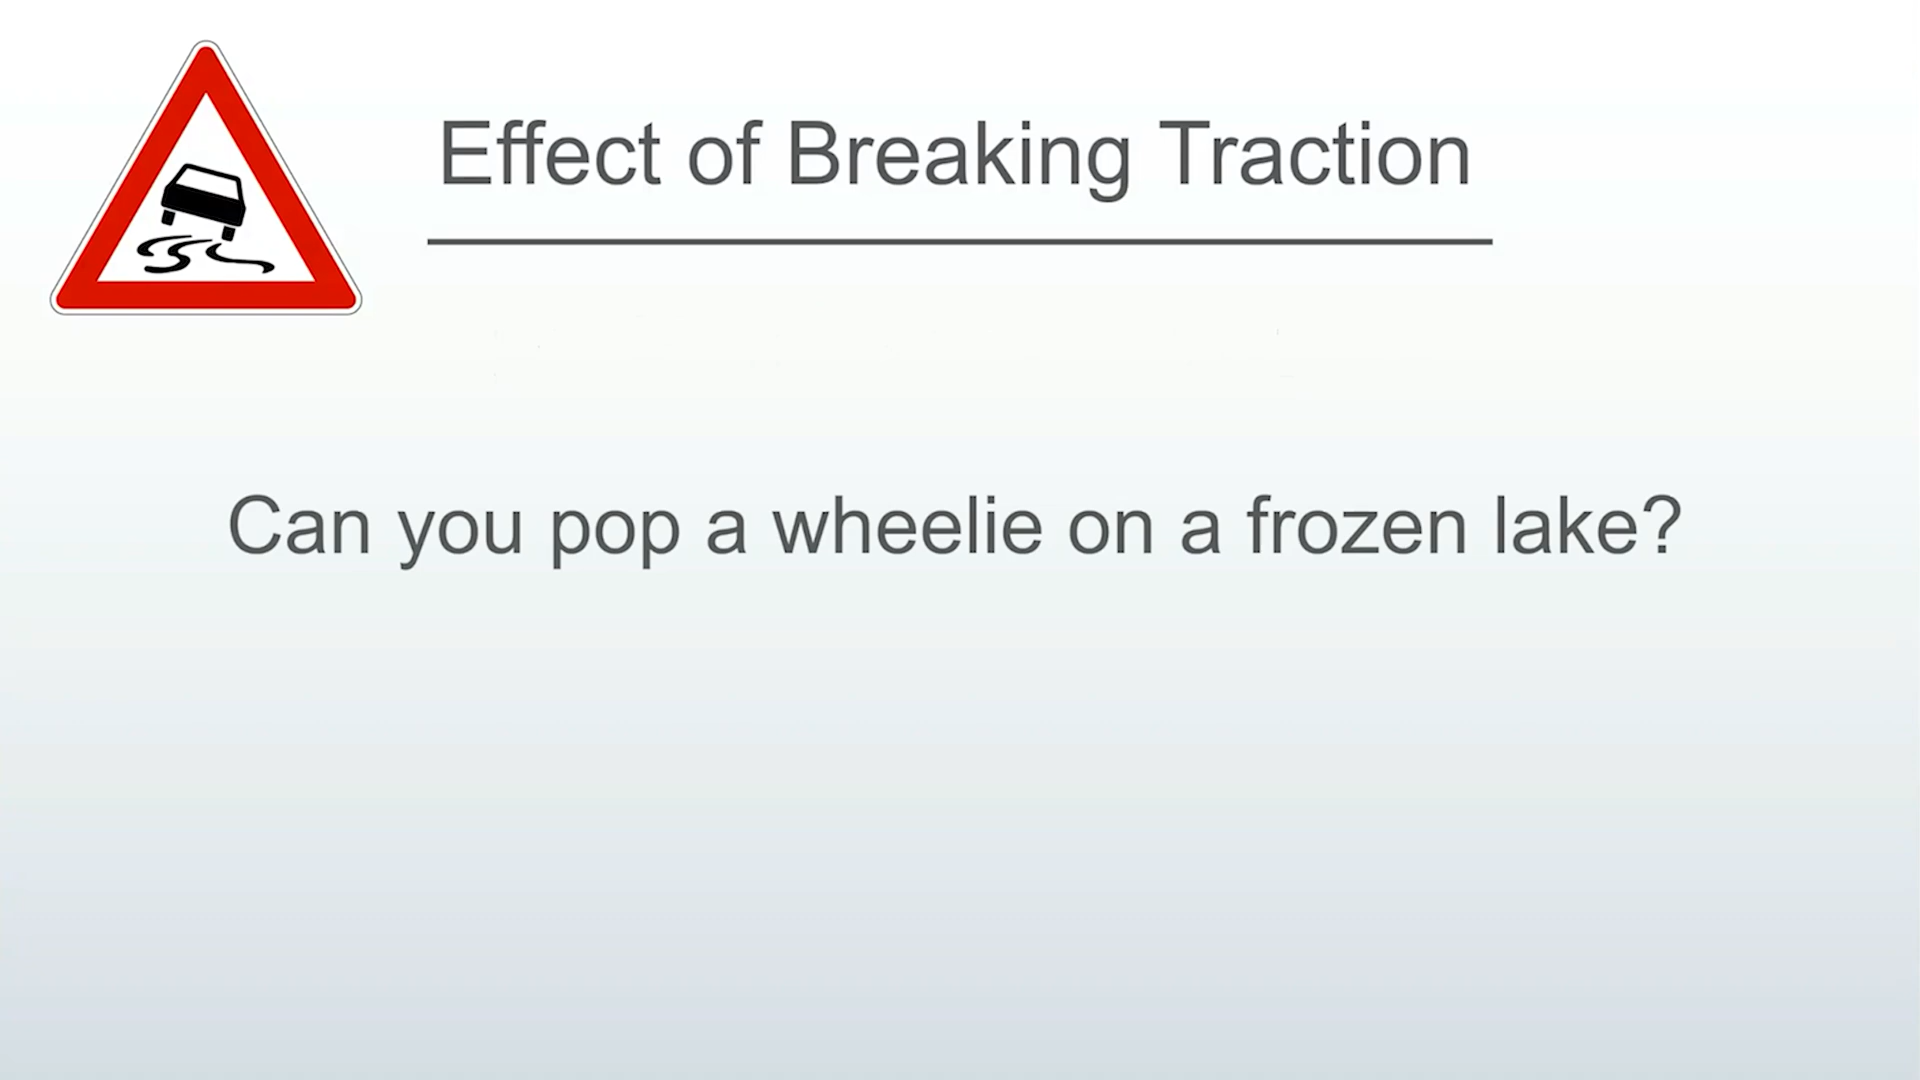 Effect of Breaking Traction
Can you pop a wheelie on a frozen lake?